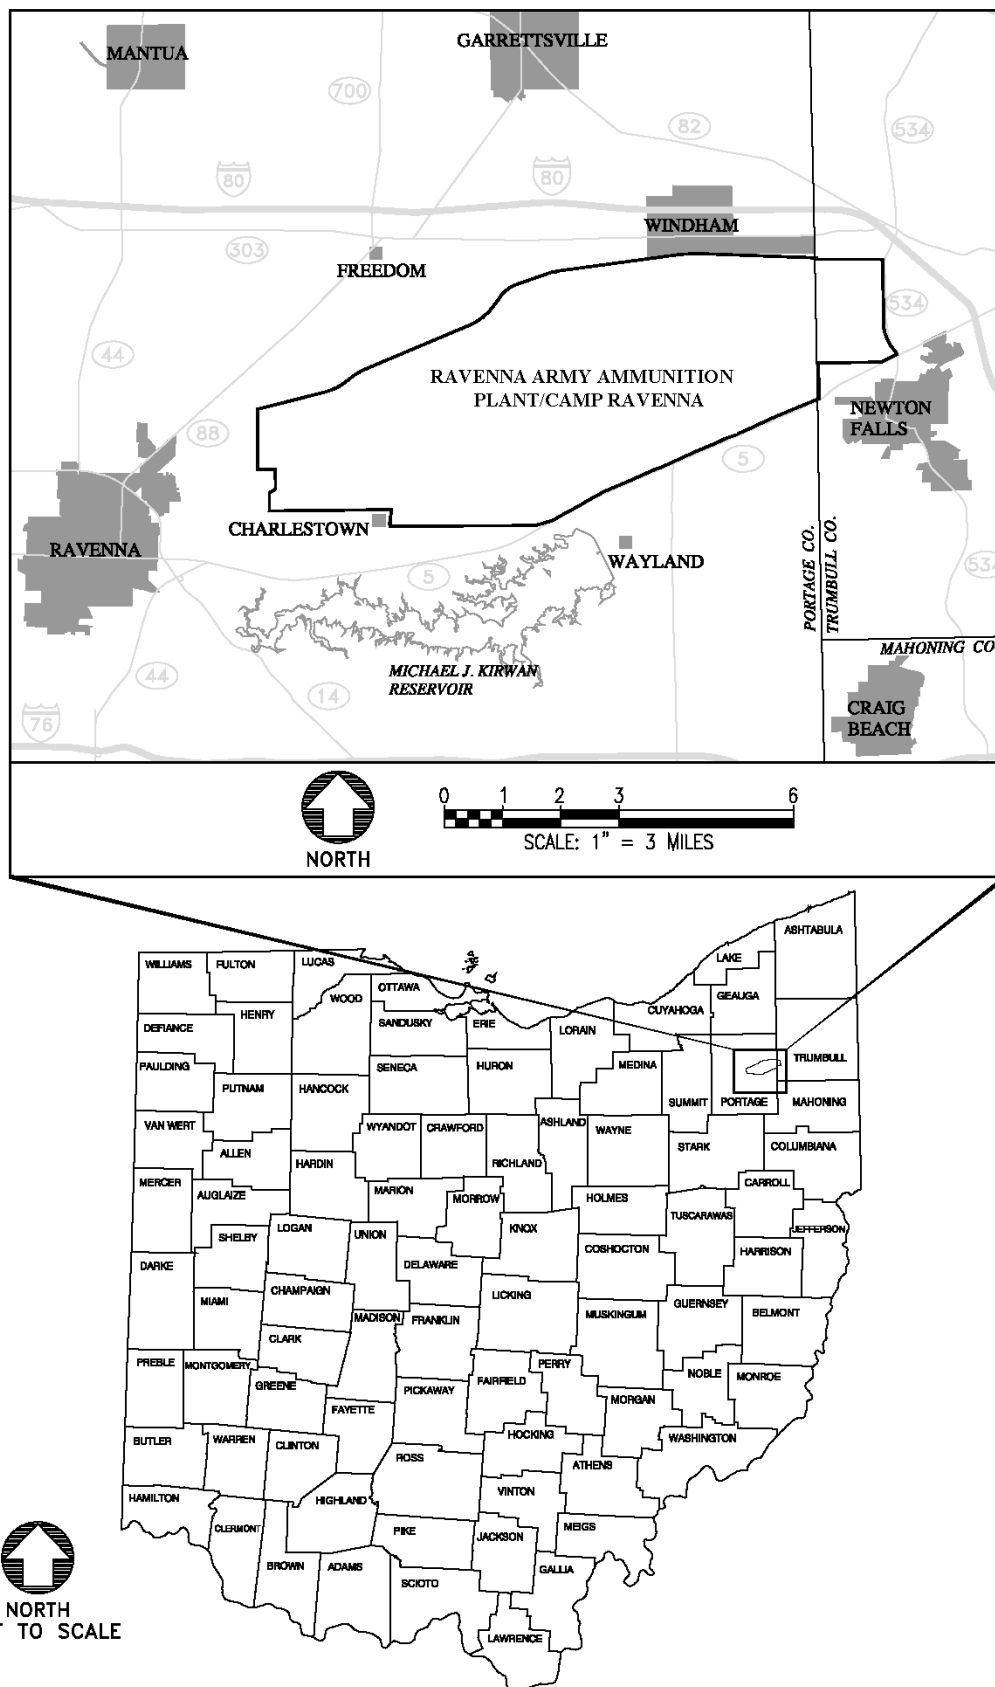 MANTUA
GARRETTSVILLE
700
82
534
80
80
WINDHAM
303
FREEDOM
534
44
RAVENNA ARMY AMMUNITION
PLANT/CAMP RAVENNA
NEWTON
FALLS
88
5
CHARLESTOWN
RAVENNA
WAYLAND
5
PORTAGE CO.
TRUMBULL CO.
534
MAHONING CO
MICHAEL J. KIRWAN
RESERVOIR
44
14
76
CRAIG
BEACH
0 1 2 3 6
SCALE: 1" = 3 MILES
NORTH
ASHTABULA
LAKE
WILLIAMS
FULTON
LUCAS
OTTAWA
WOOD
GEAUGA
CUYAHOGA
HENRY
SANDUSKY
ERIE
LORAIN
DEFIANCE
TRUMBULL
PAULDING
SENECA
HURON
MEDINA
PUTNAM
HANCOCK
SUMMIT
PORTAGE
MAHONING
VAN WERT
WYANDOT
CRAWFORD
ASHLAND
WAYNE
STARK
COLUMBIANA
ALLEN
HARDIN
RICHLAND
MERCER
AUGLAIZE
MARION
MORROW
HOLMES
CARROLL
TUSCARAWAS
JEFFERSON
LOGAN
UNION
KNOX
SHELBY
COSHOCTON
HARRISON
DARKE
DELAWARE
CHAMPAIGN
LICKING
MIAMI
MADISON
FRANKLIN
MUSKINGUM
GUERNSEY
BELMONT
CLARK
PREBLE
MONTGOMERY
PERRY
GREENE
PICKAWAY
FAIRFIELD
NOBLE
MONROE
FAYETTE
MORGAN
BUTLER
WARREN
CLINTON
HOCKING
WASHINGTON
ROSS
ATHENS
HAMILTON
HIGHLAND
VINTON
CLERMONT
PIKE
JACKSON
MEIGS
BROWN
ADAMS
SCIOTO
GALLIA
LAWRENCE
NORTH
T TO SCALE